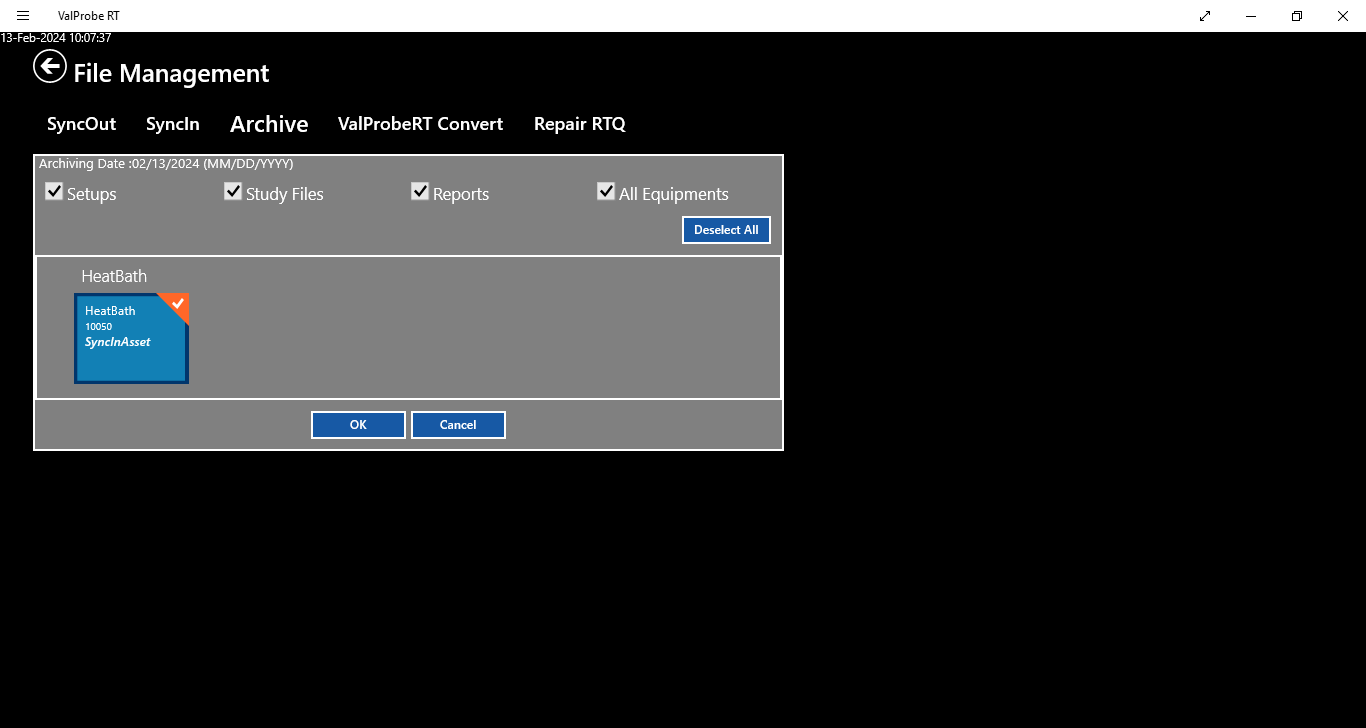 ValProbe RT
13-Feb-2024 10:07:37
File Management
SyncOut SyncIn Archive ValProbeRT Convert Repair RTQ
Archiving Date :02/13/2024 (MM/DD/YYYY)
Setups Study Files Reports All Equipments
Deselect All
HeatBath
HeatBath
10050
SyncInAsset
OK Cancel